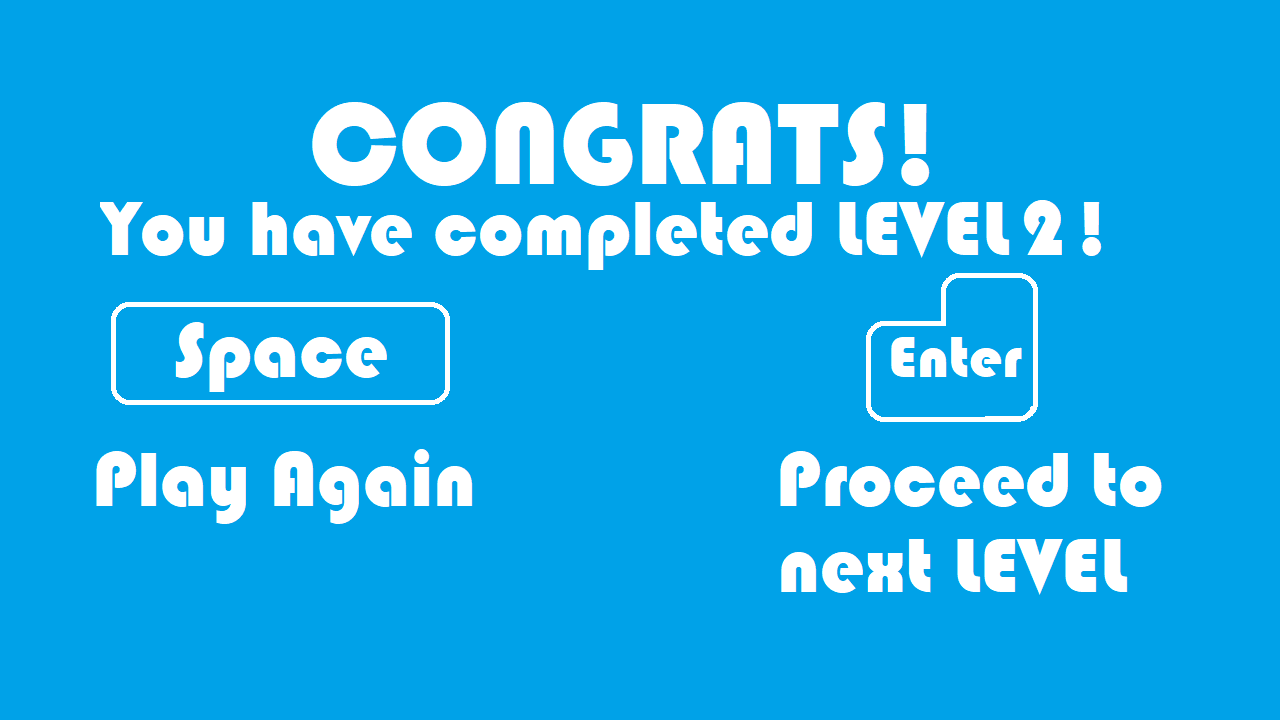 CONGRATS!
You have completed LEVEL 2 !
Space
Enter
Play Again
Proceed to
next LEVEL